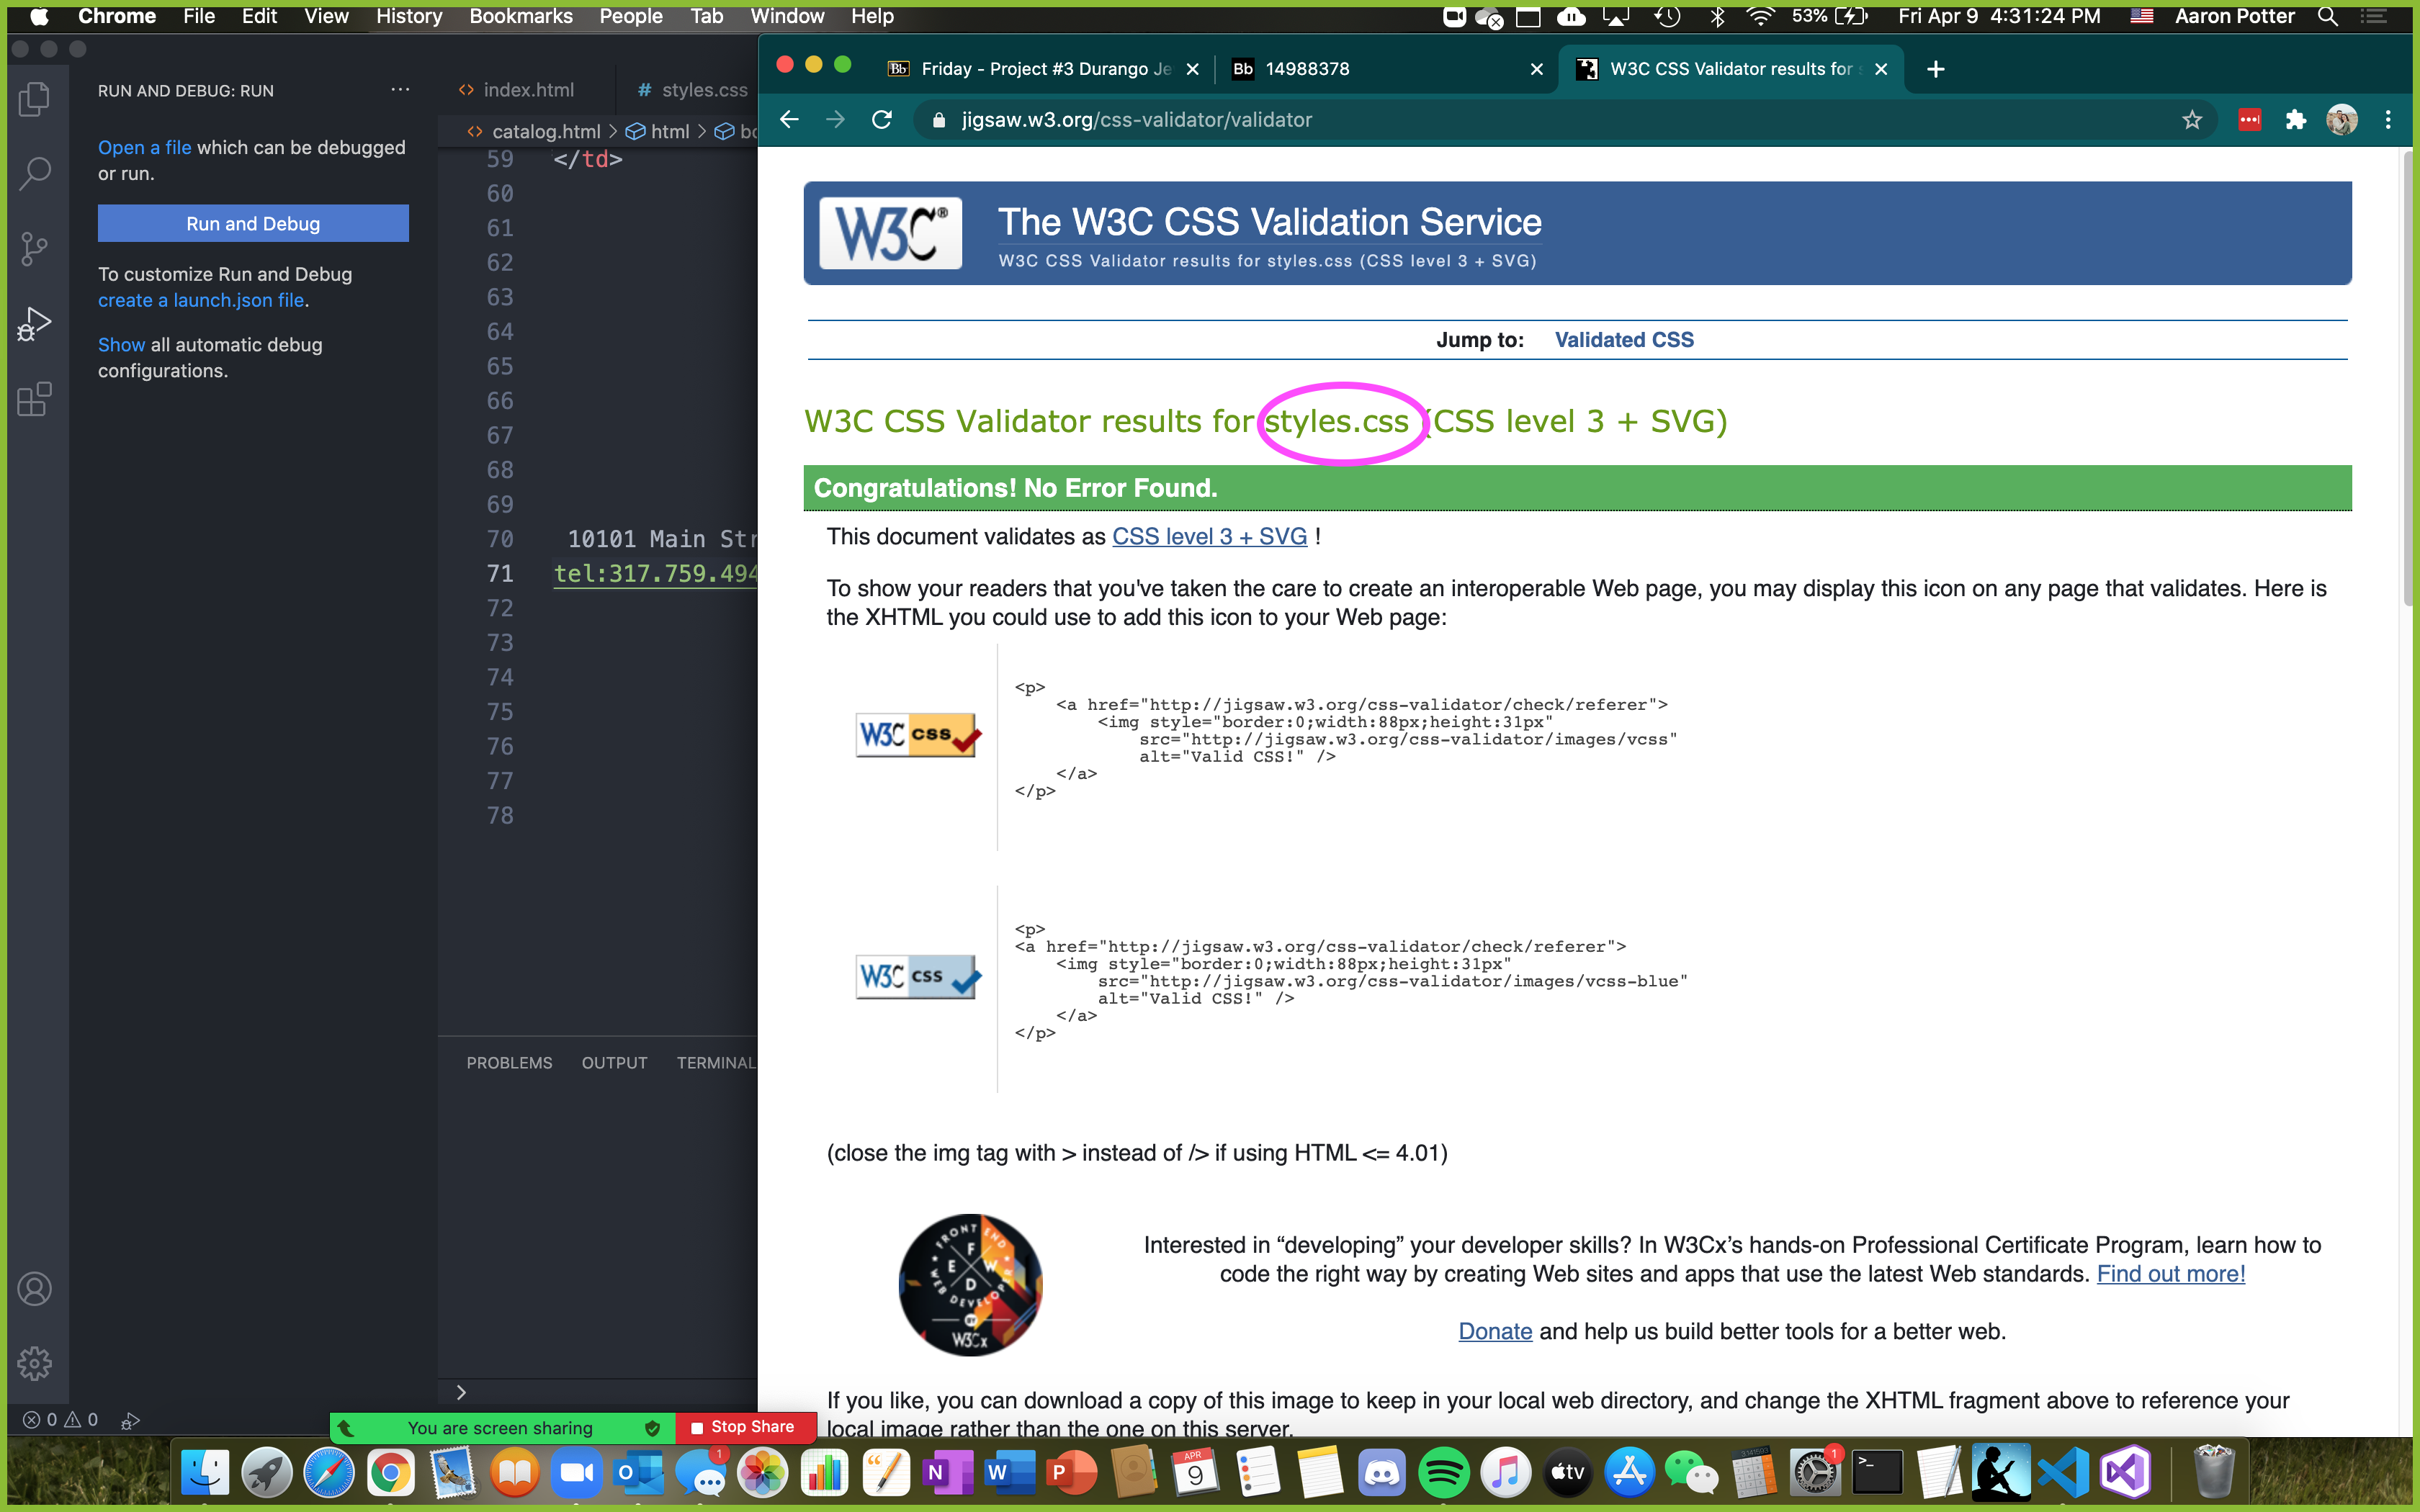 Chrome File Edit View History Bookmarks People Tab Window Help
53% Fri Apr 9 4:31:24 PM Aaron Potter
RUN AND DEBUG: RUN ...
Open a file which can be debugged
or run.
Run and Debug
To customize Run and Debug
create a launch.json file.
Show all automatic debug
configurations.
index.html # styles.css
catalog.html > html >
59 </td>
60
61
62
63
64
65
66
67
68
69
70 10101 Main Str
71 tel:317.759.494
72
73
74
75
76
77
78
PROBLEMS OUTPUT TERMINAL
0 0
Bb Friday - Project #3 Durango Je
Bb 14988378
W3C CSS Validator results for
jigsaw.w3.org/css-validator/validator
W3C®
The W3C CSS Validation Service
W3C CSS Validator results for styles.css (CSS level 3 + SVG)
Jump to: Validated CSS
W3C CSS Validator results for styles.css (CSS level 3 + SVG)
Congratulations! No Error Found.
This document validates as CSS level 3 + SVG !
To show your readers that you've taken the care to create an interoperable Web page, you may display this icon on any page that validates. Here is
the XHTML you could use to add this icon to your Web page:
W3C css
<p>
<a href="http://jigsaw.w3.org/css-validator/check/referer">
<img style="border:0;width:88px;height:31px"
src="http://jigsaw.w3.org/css-validator/images/vcss"
alt="Valid CSS!" />
</a>
</p>
W3C css
<p>
<a href="http://jigsaw.w3.org/css-validator/check/referer">
<img style="border:0;width:88px;height:31px"
src="http://jigsaw.w3.org/css-validator/images/vcss-blue"
alt="Valid CSS!" />
</a>
</p>
(close the img tag with > instead of /> if using HTML <= 4.01)
FRONT END
F E W D
WEB DEVELOPER
BY
W3Cx
Interested in “developing” your developer skills? In W3Cx’s hands-on Professional Certificate Program, learn how to
code the right way by creating Web sites and apps that use the latest Web standards. Find out more!
Donate and help us build better tools for a better web.
If you like, you can download a copy of this image to keep in your local web directory, and change the XHTML fragment above to reference your
local image rather than the one on this server.
You are screen sharing Stop Share
O 1 N W P APR 9 tv 1 >_